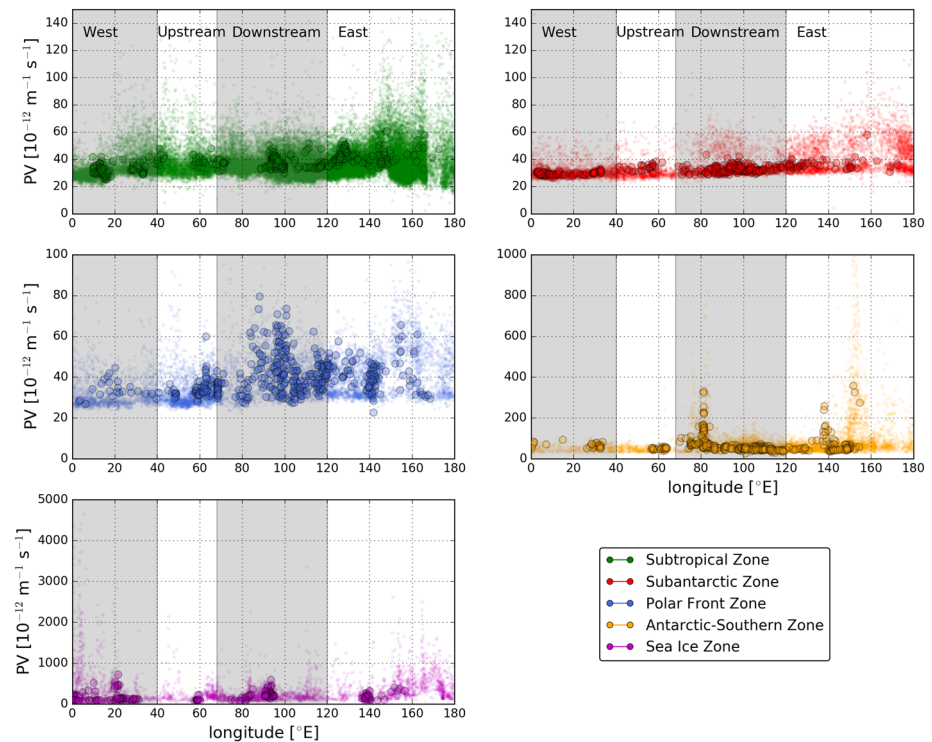 West Upstream Downstream East
140
120
100
80
60
40
20
0
PV [10⁻¹² m⁻¹ s⁻¹]
0 20 40 60 80 100 120 140 160 180
West Upstream Downstream East
140
120
100
80
60
40
20
0
0 20 40 60 80 100 120 140 160 180
100
80
60
40
20
0
PV [10⁻¹² m⁻¹ s⁻¹]
0 20 40 60 80 100 120 140 160 180
1000
800
600
400
200
0
0 20 40 60 80 100 120 140 160 180
longitude [°E]
5000
4000
3000
2000
1000
0
PV [10⁻¹² m⁻¹ s⁻¹]
0 20 40 60 80 100 120 140 160 180
longitude [°E]
Subtropical Zone
Subantarctic Zone
Polar Front Zone
Antarctic-Southern Zone
Sea Ice Zone